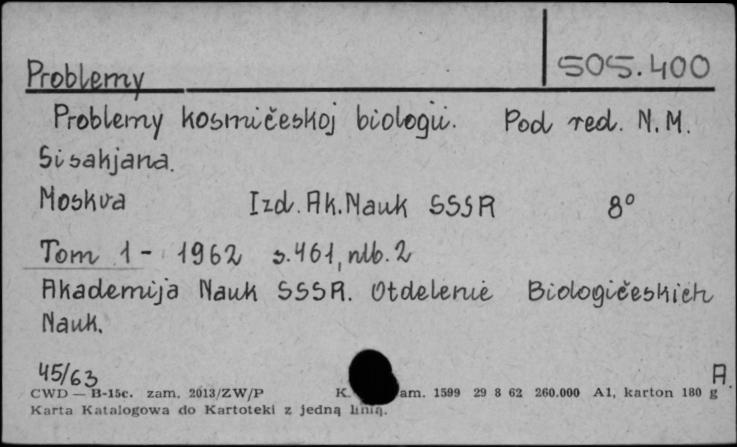 505.400
Problemy
Problemy kosmičeskoj biologii. Pod red. N.M.
Sisakjana.
Moskva Izd. Ak. Nauk SSSR 8°
Tom 1 - 1962 s.461, nlb.2
Akademija Nauk SSSR. Otdelenie Biologičeskich
Nauk.
45/63 A
CWD — B-15c. zam. 2013/ZW/P K. am. 1599 29 8 62 260.000 A1, karton 180 g
Karta Katalogowa do Kartoteki z jedną linią.